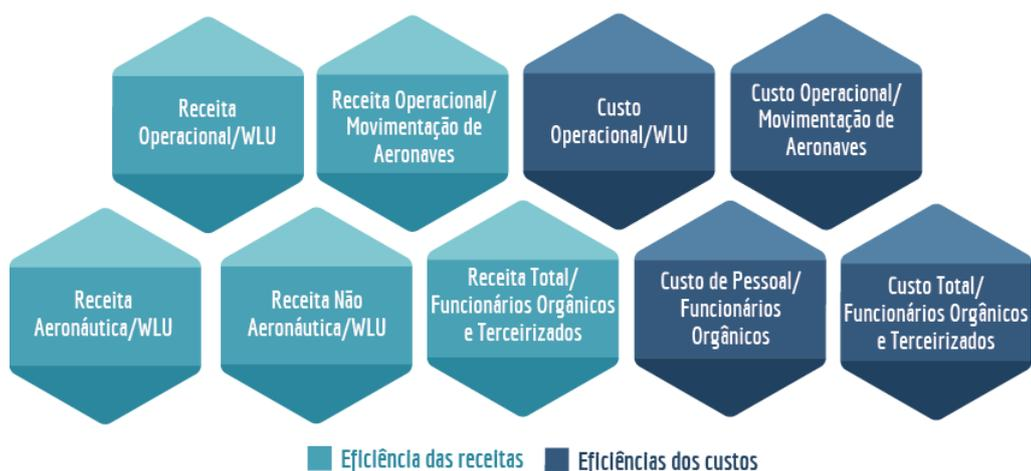 Receita
Operacional/WLU
Receita Operacional/
Movimentação de
Aeronaves
Custo
Operacional/WLU
Custo Operacional/
Movimentação de
Aeronaves
Receita
Aeronáutica/WLU
Receita Não
Aeronáutica/WLU
Receita Total/
Funcionários Orgânicos
e Terceirizados
Custo de Pessoal/
Funcionários
Orgânicos
Custo Total/
Funcionários Orgânicos
e Terceirizados
Eficiência das receitas
Eficiências dos custos